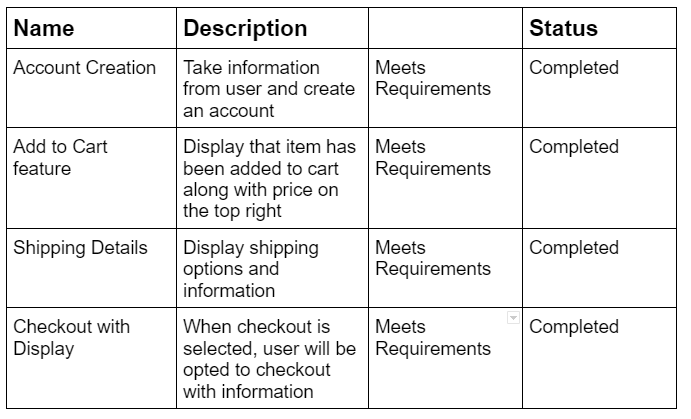 Name Description Status
Account Creation Take information Meets Completed
from user and create Requirements
an account
Add to Cart Display that item has Meets Completed
feature been added to cart Requirements
along with price on
the top right
Shipping Details Display shipping Meets Completed
options and Requirements
information
Checkout with When checkout is Meets Completed
Display selected, user will be Requirements
opted to checkout
with information